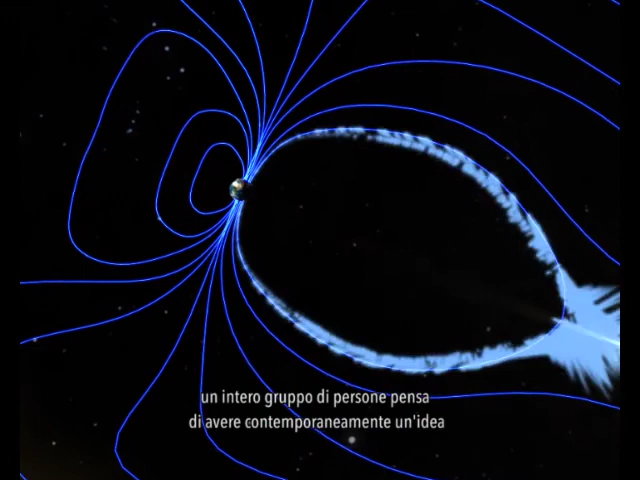 un intero gruppo di persone pensa
di avere contemporaneamente un'idea